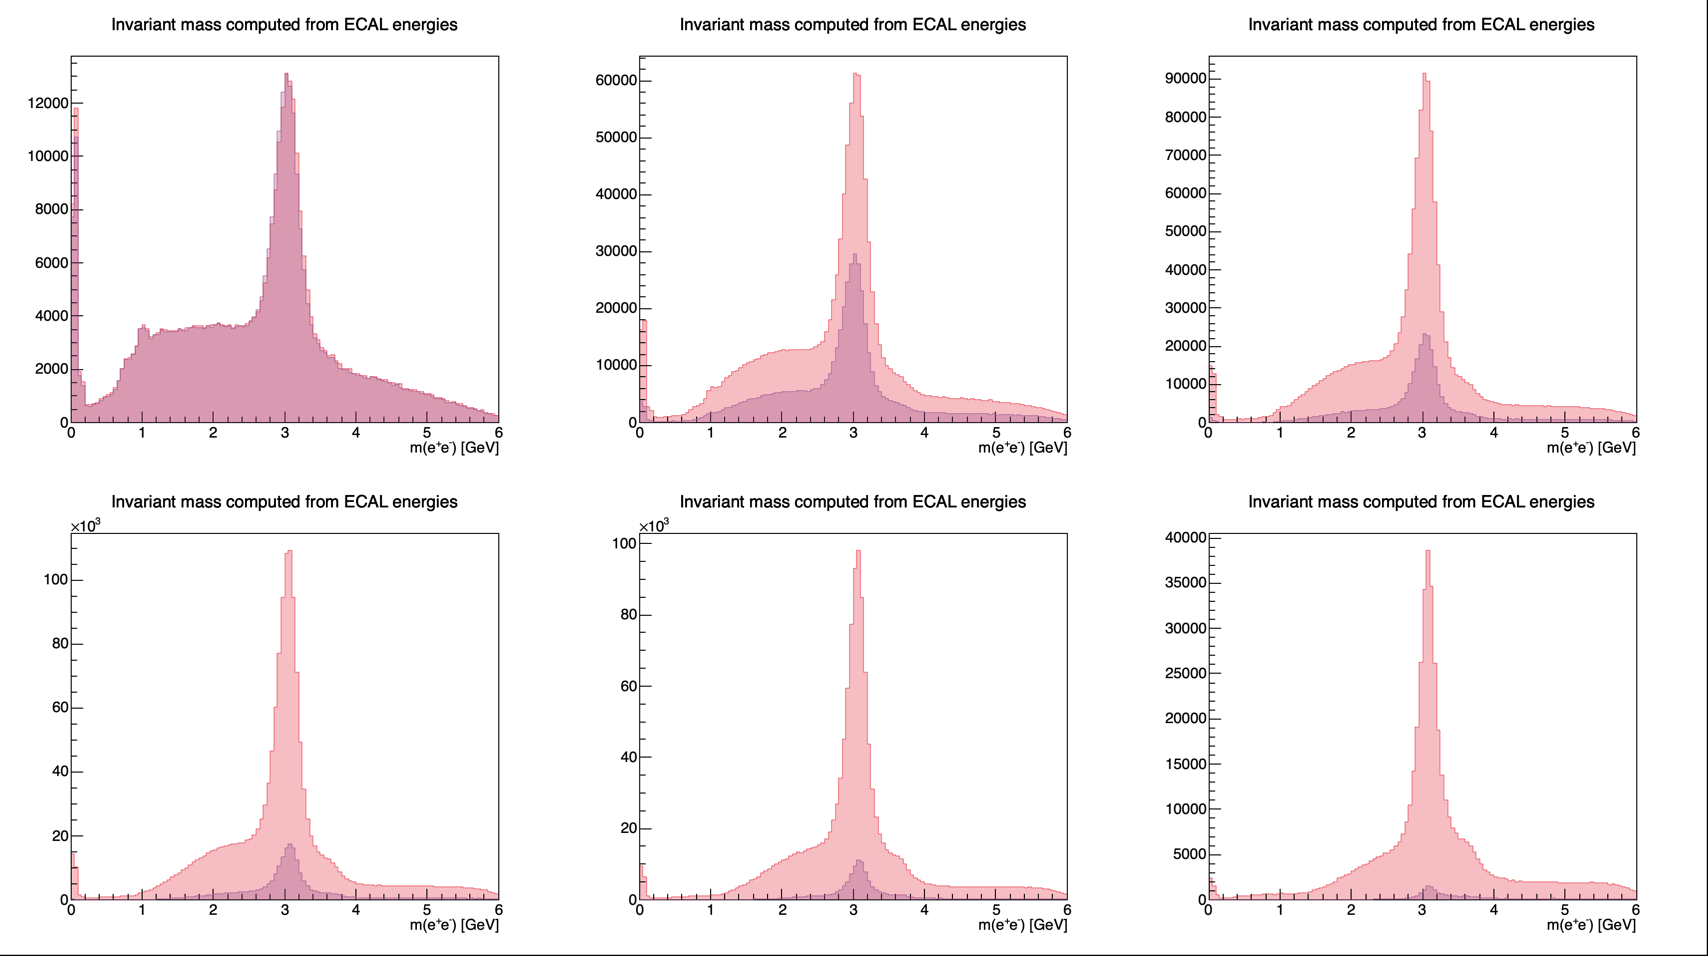 Invariant mass computed from ECAL energies
12000
10000
8000
6000
4000
2000
0
0 1 2 3 4 5 6
m(e⁺e⁻) [GeV]
Invariant mass computed from ECAL energies
60000
50000
40000
30000
20000
10000
0
0 1 2 3 4 5 6
m(e⁺e⁻) [GeV]
Invariant mass computed from ECAL energies
90000
80000
70000
60000
50000
40000
30000
20000
10000
0
0 1 2 3 4 5 6
m(e⁺e⁻) [GeV]
Invariant mass computed from ECAL energies
×10³
100
80
60
40
20
0
0 1 2 3 4 5 6
m(e⁺e⁻) [GeV]
Invariant mass computed from ECAL energies
×10³
100
80
60
40
20
0
0 1 2 3 4 5 6
m(e⁺e⁻) [GeV]
Invariant mass computed from ECAL energies
40000
35000
30000
25000
20000
15000
10000
5000
0
0 1 2 3 4 5 6
m(e⁺e⁻) [GeV]